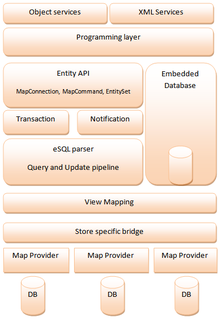 Object services
XML Services
Programming layer
Entity API
MapConnection, MapCommand, EntitySet
Embedded
Database
Transaction
Notification
eSQL parser
Query and Update pipeline
View Mapping
Store specific bridge
Map Provider
Map Provider
Map Provider
DB
DB
DB